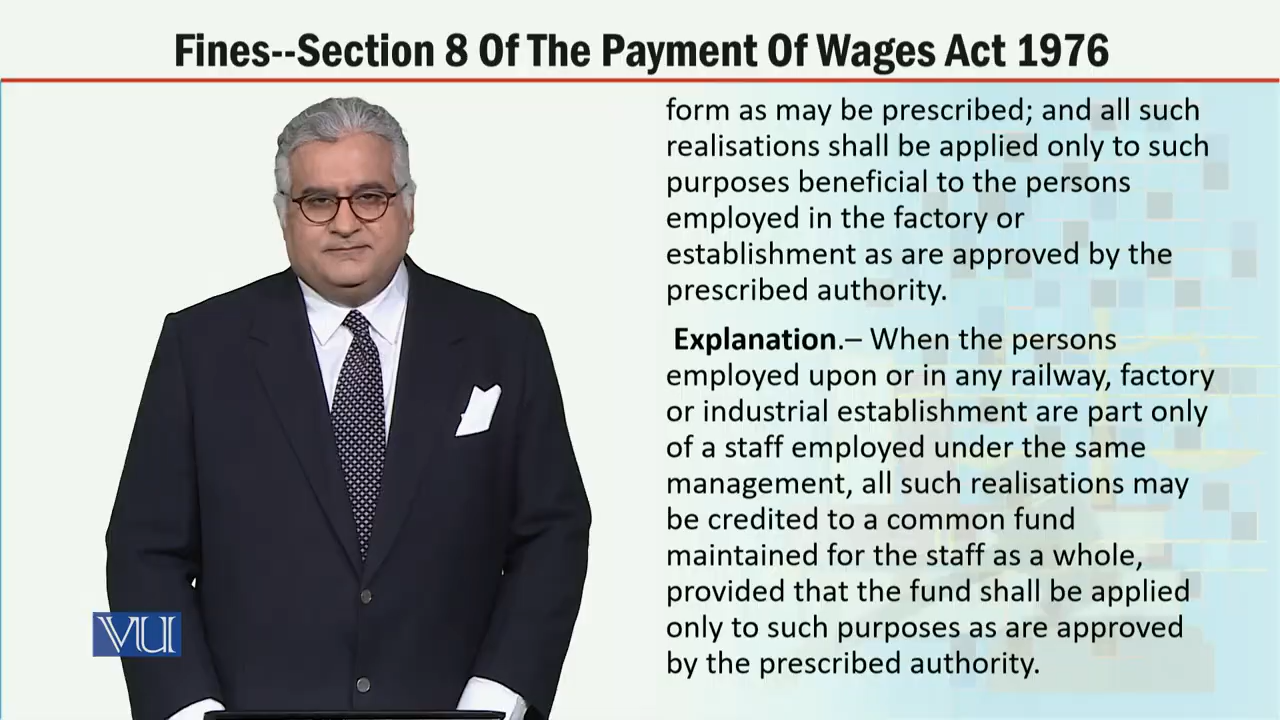 Fines--Section 8 Of The Payment Of Wages Act 1976
form as may be prescribed; and all such
realisations shall be applied only to such
purposes beneficial to the persons
employed in the factory or
establishment as are approved by the
prescribed authority.
Explanation.– When the persons
employed upon or in any railway, factory
or industrial establishment are part only
of a staff employed under the same
management, all such realisations may
be credited to a common fund
maintained for the staff as a whole,
provided that the fund shall be applied
only to such purposes as are approved
by the prescribed authority.
VU